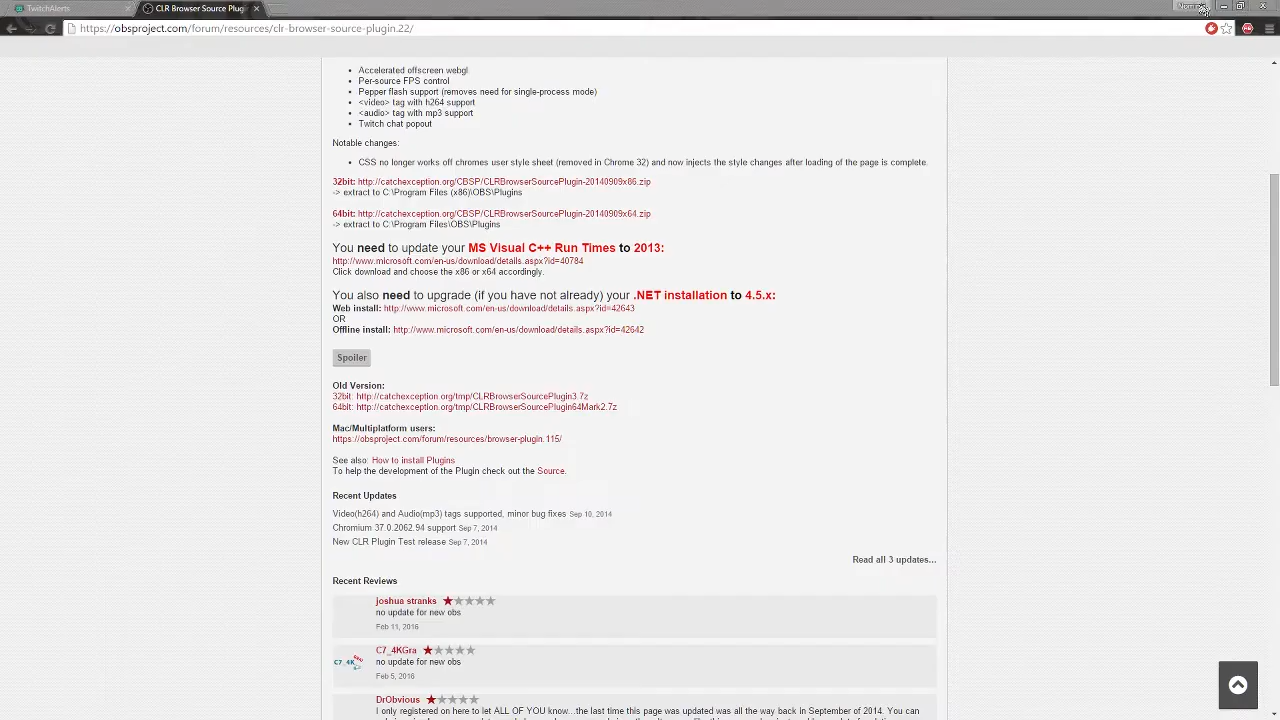 TwitchAlerts
CLR Browser Source Plug
https://obsproject.com/forum/resources/clr-browser-source-plugin.22/
Accelerated offscreen webgl
Per-source FPS control
Pepper flash support (removes need for single-process mode)
<video> tag with h264 support
<audio> tag with mp3 support
Twitch chat popout
Notable changes:
CSS no longer works off chromes user style sheet (removed in Chrome 32) and now injects the style changes after loading of the page is complete.
32bit: http://catchexception.org/CBSP/CLRBrowserSourcePlugin-20140909x86.zip
-> extract to C:\Program Files (x86)\OBS\Plugins
64bit: http://catchexception.org/CBSP/CLRBrowserSourcePlugin-20140909x64.zip
-> extract to C:\Program Files\OBS\Plugins
You need to update your MS Visual C++ Run Times to 2013:
http://www.microsoft.com/en-us/download/details.aspx?id=40784
Click download and choose the x86 or x64 accordingly.
You also need to upgrade (if you have not already) your .NET installation to 4.5.x:
Web install: http://www.microsoft.com/en-us/download/details.aspx?id=42643
OR
Offline install: http://www.microsoft.com/en-us/download/details.aspx?id=42642
Spoiler
Old Version:
32bit: http://catchexception.org/tmp/CLRBrowserSourcePlugin3.7z
64bit: http://catchexception.org/tmp/CLRBrowserSourcePlugin64Mark2.7z
Mac/Multiplatform users:
https://obsproject.com/forum/resources/browser-plugin.115/
See also: How to install Plugins
To help the development of the Plugin check out the Source.
Recent Updates
Video(h264) and Audio(mp3) tags supported, minor bug fixes Sep 10, 2014
Chromium 37.0.2062.94 support Sep 7, 2014
New CLR Plugin Test release Sep 7, 2014
Read all 3 updates...
Recent Reviews
joshua stranks
no update for new obs
Feb 11, 2016
C7_4KGra
no update for new obs
Feb 5, 2016
DrObvious
I only registered on here to let ALL OF YOU know...the last time this page was updated was all the way back in September of 2014. You can